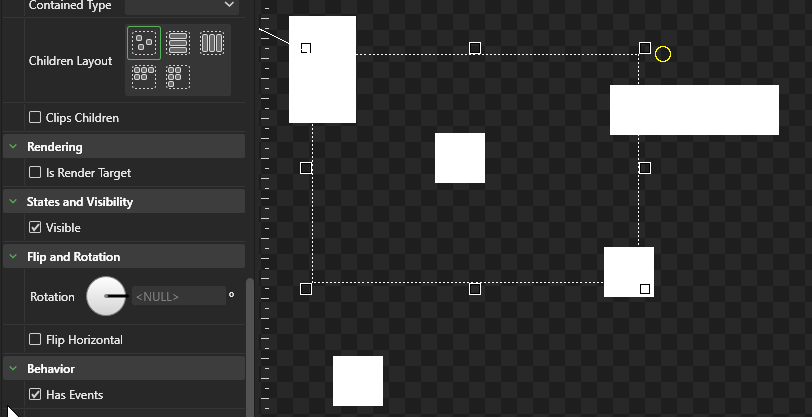 Contained Type
Children Layout
Clips Children
Rendering
Is Render Target
States and Visibility
Visible
Flip and Rotation
Rotation <NULL> °
Flip Horizontal
Behavior
Has Events